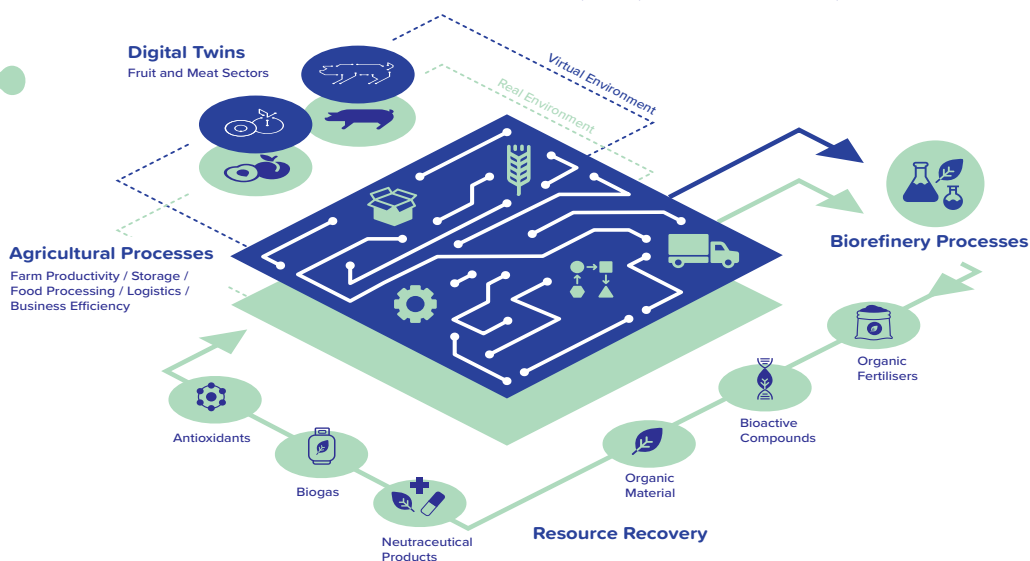 Digital Twins
Fruit and Meat Sectors
Virtual Environment
Real Environment
Agricultural Processes
Farm Productivity / Storage /
Food Processing / Logistics /
Business Efficiency
Biorefinery Processes
Organic
Fertilisers
Bioactive
Compounds
Organic
Material
Antioxidants
Biogas
Neutraceutical
Products
Resource Recovery